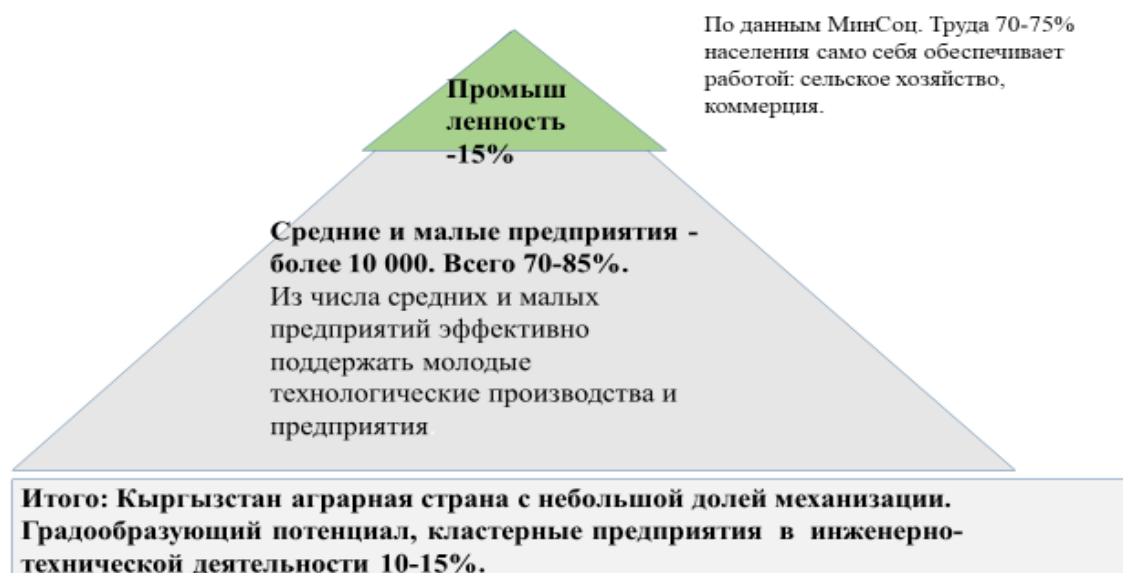 По данным МинСоц. Труда 70-75%
населения само себя обеспечивает
работой: сельское хозяйство,
коммерция.
Промыш
ленность
-15%
Средние и малые предприятия -
более 10 000. Всего 70-85%.
Из числа средних и малых
предприятий эффективно
поддержать молодые
технологические производства и
предприятия
Итого: Кыргызстан аграрная страна с небольшой долей механизации.
Градообразующий потенциал, кластерные предприятия в инженерно-
технической деятельности 10-15%.